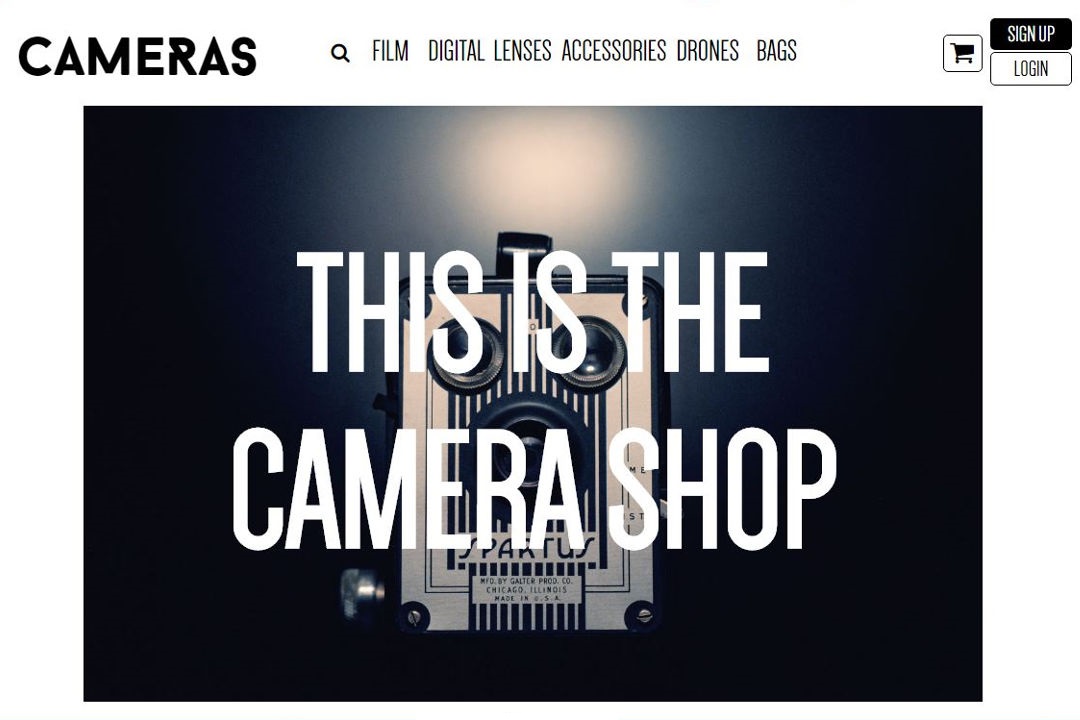 CAMERAS
FILM DIGITAL LENSES ACCESSORIES DRONES BAGS
SIGN UP
LOGIN
THIS IS THE
CAMERA SHOP
SPARTUS
MFD. BY GALTER PROD. CO.
CHICAGO, ILLINOIS
MADE IN U.S.A.